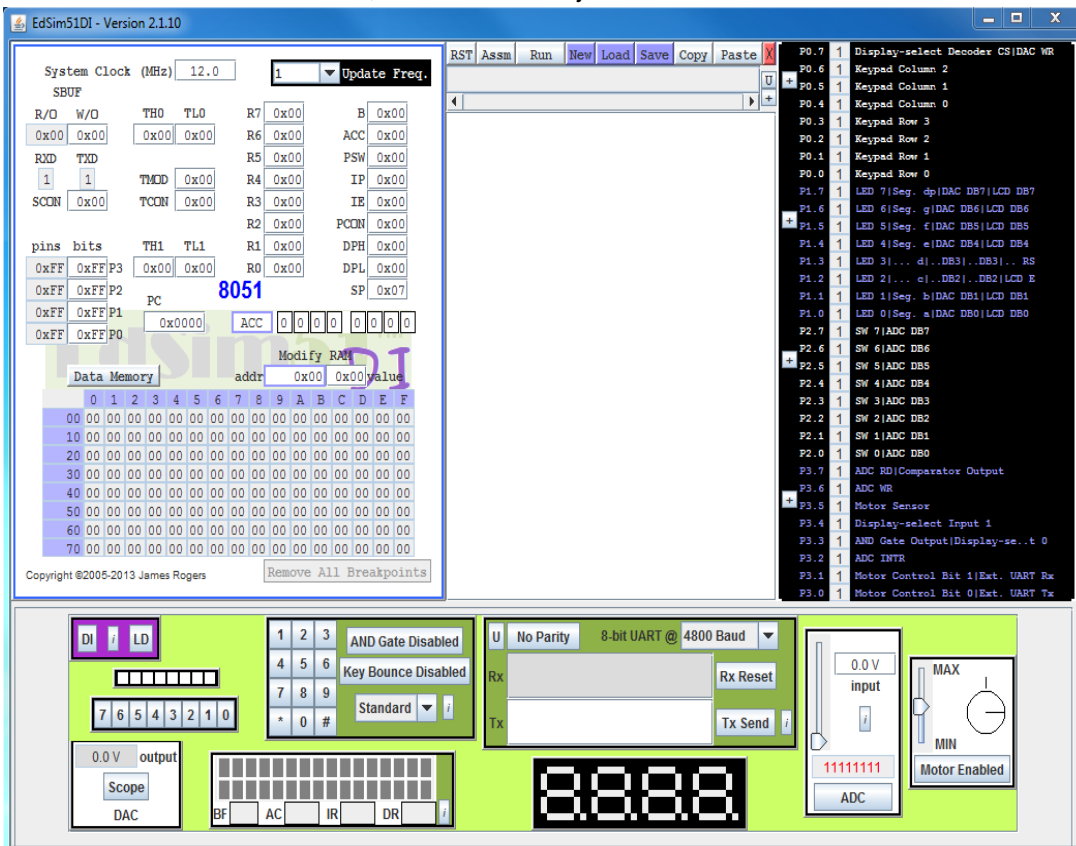 EdSim51DI - Version 2.1.10
System Clock (MHz) 12.0 1 Update Freq.
SBUF
R/O W/O TH0 TL0 R7 0x00 B 0x00
0x00 0x00 0x00 0x00 R6 0x00 ACC 0x00
RXD TXD R5 0x00 PSW 0x00
1 1 TMOD 0x00 R4 0x00 IP 0x00
SCON 0x00 TCON 0x00 R3 0x00 IE 0x00
R2 0x00 PCON 0x00
pins bits TH1 TL1 R1 0x00 DPH 0x00
0xFF 0xFF P3 0x00 0x00 R0 0x00 DPL 0x00
0xFF 0xFF P2 8051 SP 0x07
0xFF 0xFF P1 PC
0xFF 0xFF P0 0x0000 ACC 0 0 0 0 0 0 0 0
Modify RAM
Data Memory addr 0x00 0x00 value
0 1 2 3 4 5 6 7 8 9 A B C D E F
00 00 00 00 00 00 00 00 00 00 00 00 00 00 00 00 00
10 00 00 00 00 00 00 00 00 00 00 00 00 00 00 00 00
20 00 00 00 00 00 00 00 00 00 00 00 00 00 00 00 00
30 00 00 00 00 00 00 00 00 00 00 00 00 00 00 00 00
40 00 00 00 00 00 00 00 00 00 00 00 00 00 00 00 00
50 00 00 00 00 00 00 00 00 00 00 00 00 00 00 00 00
60 00 00 00 00 00 00 00 00 00 00 00 00 00 00 00 00
70 00 00 00 00 00 00 00 00 00 00 00 00 00 00 00 00
Copyright ©2005-2013 James Rogers Remove All Breakpoints
RST Assm Run New Load Save Copy Paste X
U
P0.7 1 Display-select Decoder CS|DAC WR
P0.6 1 Keypad Column 2
P0.5 1 Keypad Column 1
P0.4 1 Keypad Column 0
P0.3 1 Keypad Row 3
P0.2 1 Keypad Row 2
P0.1 1 Keypad Row 1
P0.0 1 Keypad Row 0
P1.7 1 LED 7|Seg. dp|DAC DB7|LCD DB7
P1.6 1 LED 6|Seg. g|DAC DB6|LCD DB6
P1.5 1 LED 5|Seg. f|DAC DB5|LCD DB5
P1.4 1 LED 4|Seg. e|DAC DB4|LCD DB4
P1.3 1 LED 3|... d|..DB3|..DB3|.. RS
P1.2 1 LED 2|... c|..DB2|..DB2|LCD E
P1.1 1 LED 1|Seg. b|DAC DB1|LCD DB1
P1.0 1 LED 0|Seg. a|DAC DB0|LCD DB0
P2.7 1 SW 7|ADC DB7
P2.6 1 SW 6|ADC DB6
P2.5 1 SW 5|ADC DB5
P2.4 1 SW 4|ADC DB4
P2.3 1 SW 3|ADC DB3
P2.2 1 SW 2|ADC DB2
P2.1 1 SW 1|ADC DB1
P2.0 1 SW 0|ADC DB0
P3.7 1 ADC RD|Comparator Output
P3.6 1 ADC WR
P3.5 1 Motor Sensor
P3.4 1 Display-select Input 1
P3.3 1 AND Gate Output|Display-se..t 0
P3.2 1 ADC INTR
P3.1 1 Motor Control Bit 1|Ext. UART Rx
P3.0 1 Motor Control Bit 0|Ext. UART Tx
DI i LD
7 6 5 4 3 2 1 0
0.0 V output
Scope
DAC
1 2 3 AND Gate Disabled
4 5 6 Key Bounce Disabled
7 8 9 Standard i
* 0 #
BF AC IR DR i
U No Parity 8-bit UART @ 4800 Baud
Rx Rx Reset
Tx Tx Send i
8.8.8.8.
0.0 V
input
i
11111111
ADC
MAX
MIN
Motor Enabled